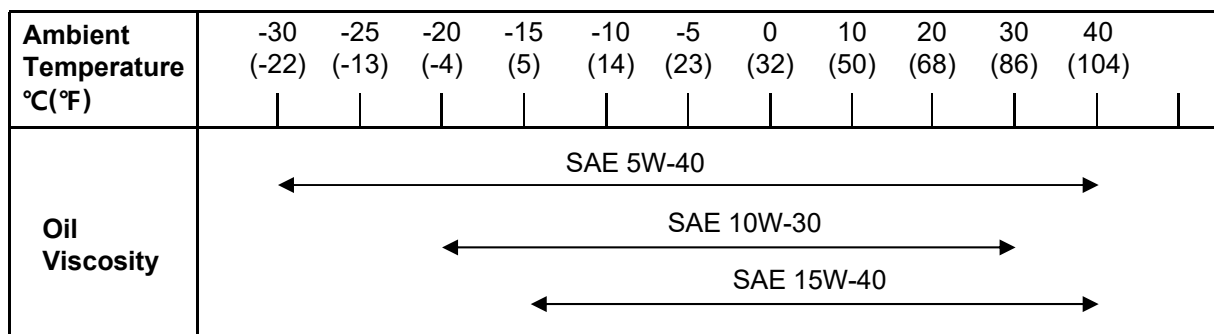 Ambient Temperature ℃(℉)
-30 -25 -20 -15 -10 -5 0 10 20 30 40
(-22) (-13) (-4) (5) (14) (23) (32) (50) (68) (86) (104)
Oil Viscosity
SAE 5W-40
SAE 10W-30
SAE 15W-40